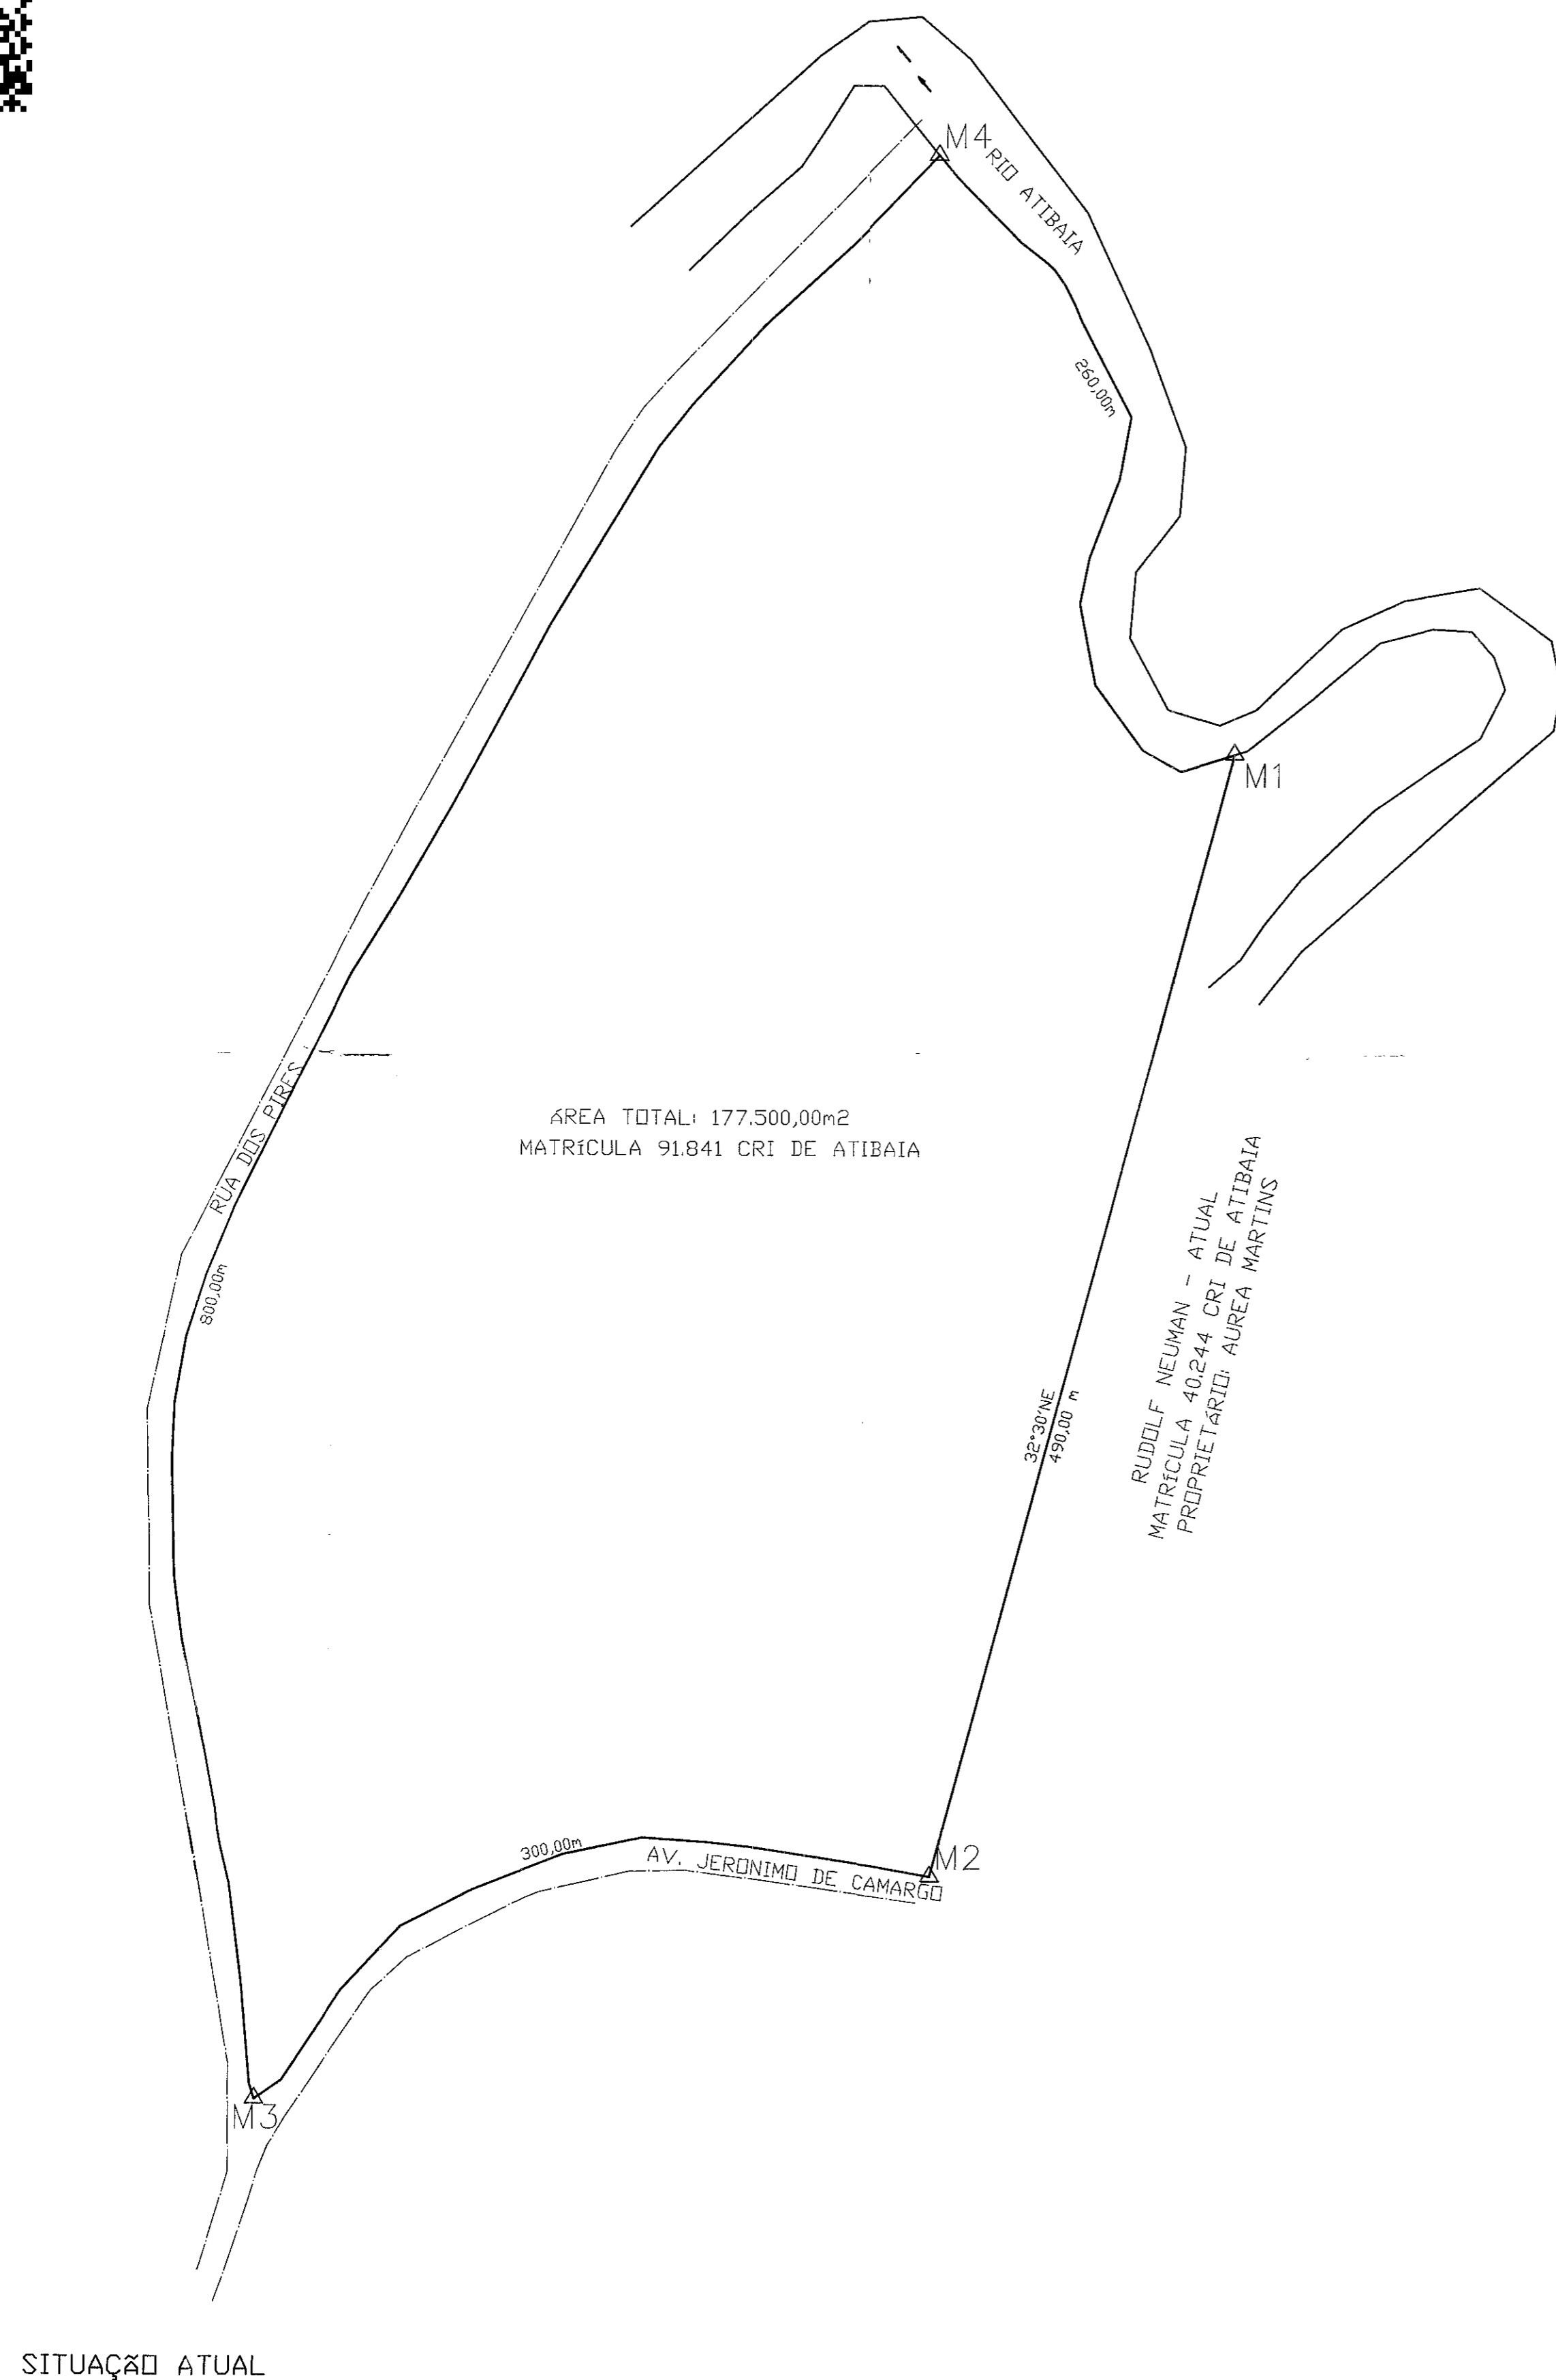 M4
RIO ATIBAIA
260,00m
M1
RUA DOS PIRES
ÁREA TOTAL: 177.500,00m2
MATRÍCULA 91.841 CRI DE ATIBAIA
800,00m
32°30'NE
490,00 m
RUDOLF NEUMAN - ATUAL
MATRÍCULA 40.244 CRI DE ATIBAIA
PROPRIETÁRIO: AUREA MARTINS
300,00m
AV. JERONIMO DE CAMARGO
M2
M3
SITUAÇÃO ATUAL